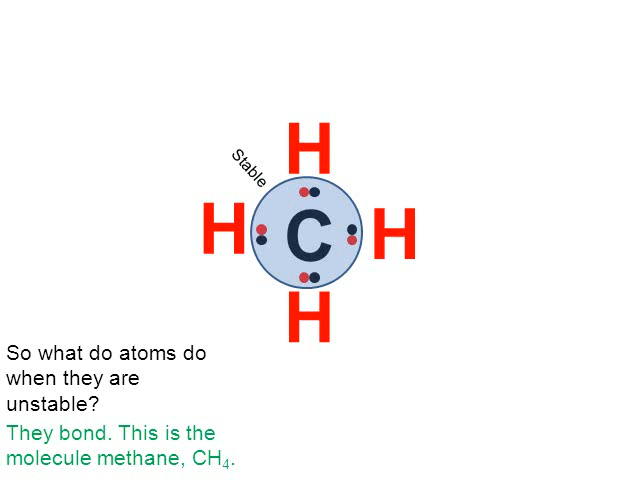 H
Stable
H C H
H
So what do atoms do
when they are
unstable?
They bond. This is the
molecule methane, CH₄.